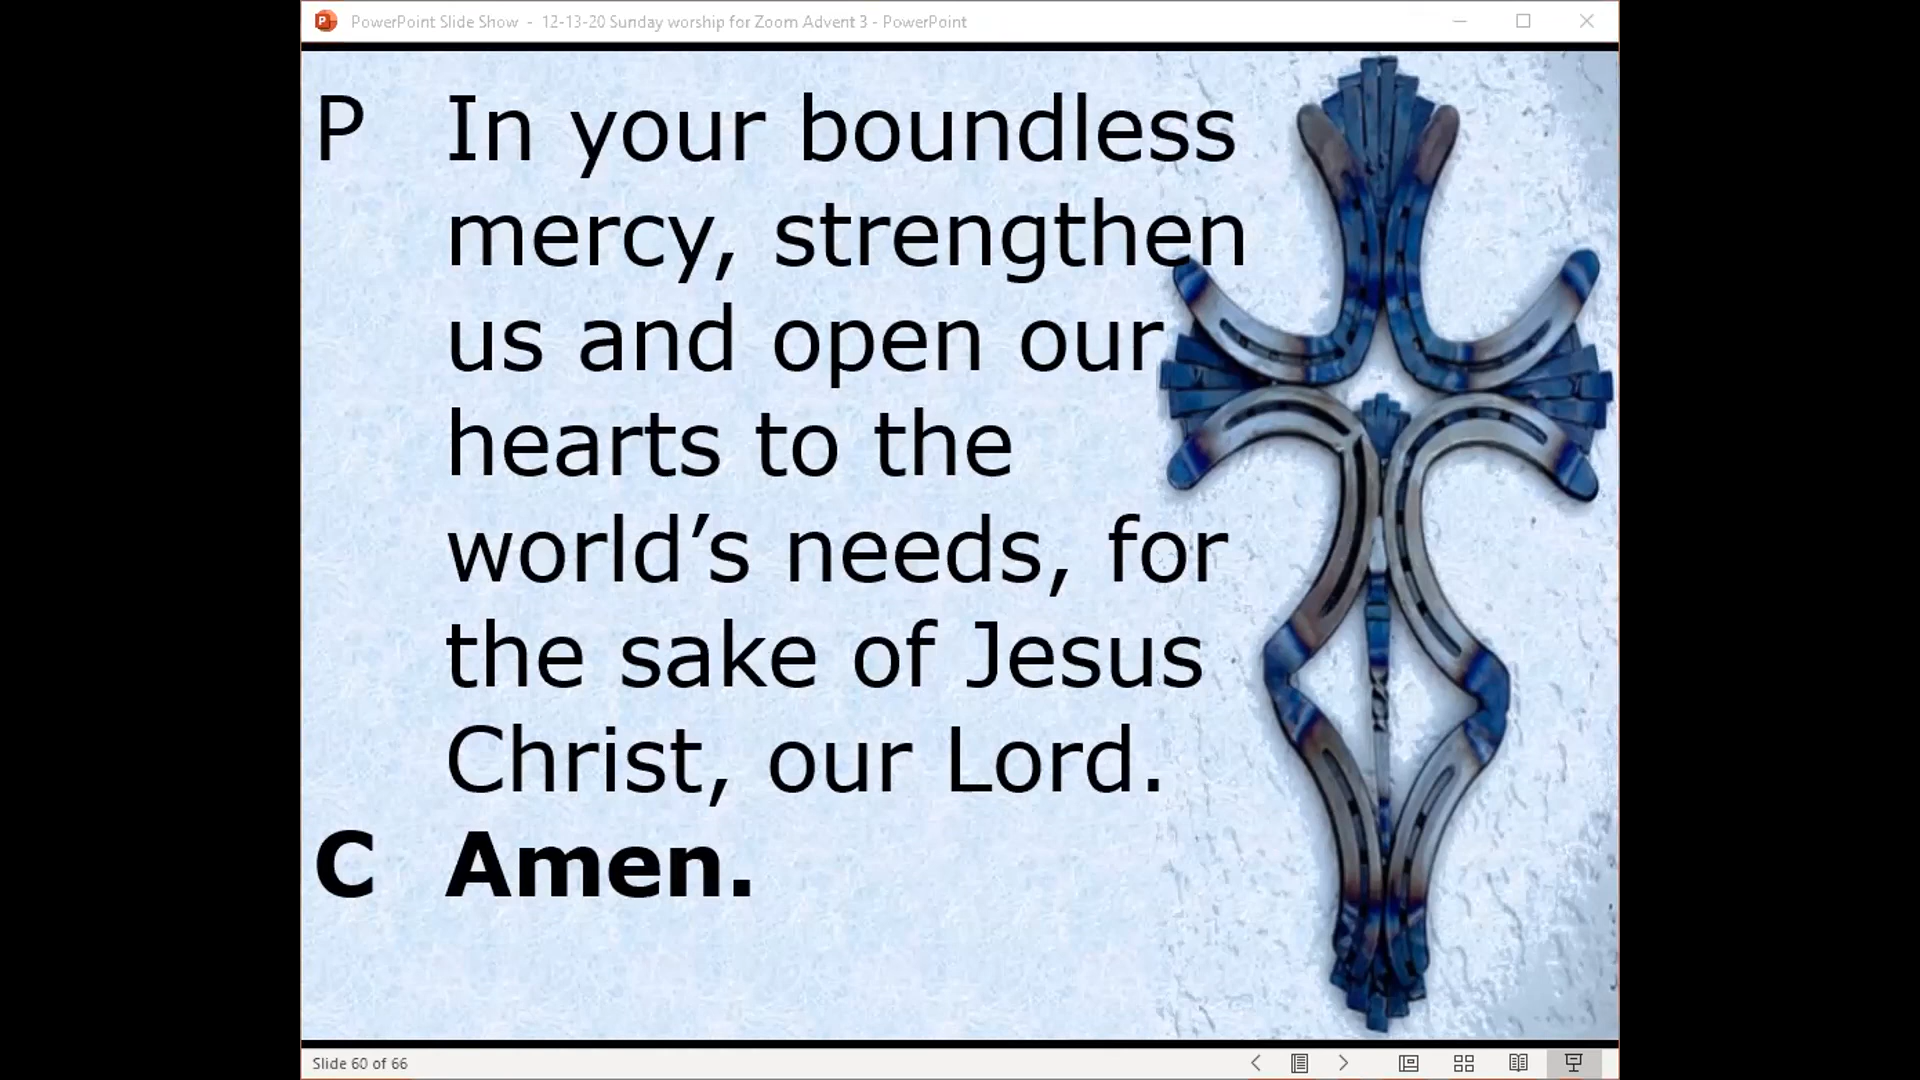 PowerPoint Slide Show - 12-13-20 Sunday worship for Zoom Advent 3 - PowerPoint
P In your boundless
mercy, strengthen
us and open our
hearts to the
world’s needs, for
the sake of Jesus
Christ, our Lord.
C Amen.
Slide 60 of 66